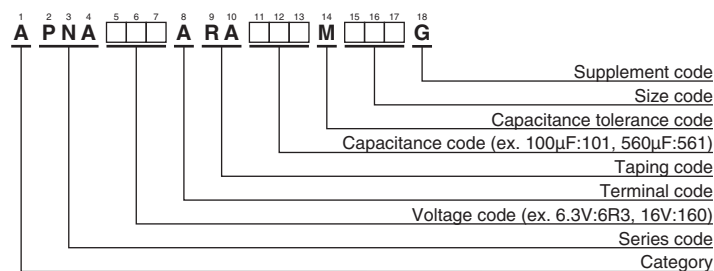 1 2 3 4 5 6 7 8 9 10 11 12 13 14 15 16 17 18
A PNA A RA M G
Supplement code
Size code
Capacitance tolerance code
Capacitance code (ex. 100μF:101, 560μF:561)
Taping code
Terminal code
Voltage code (ex. 6.3V:6R3, 16V:160)
Series code
Category